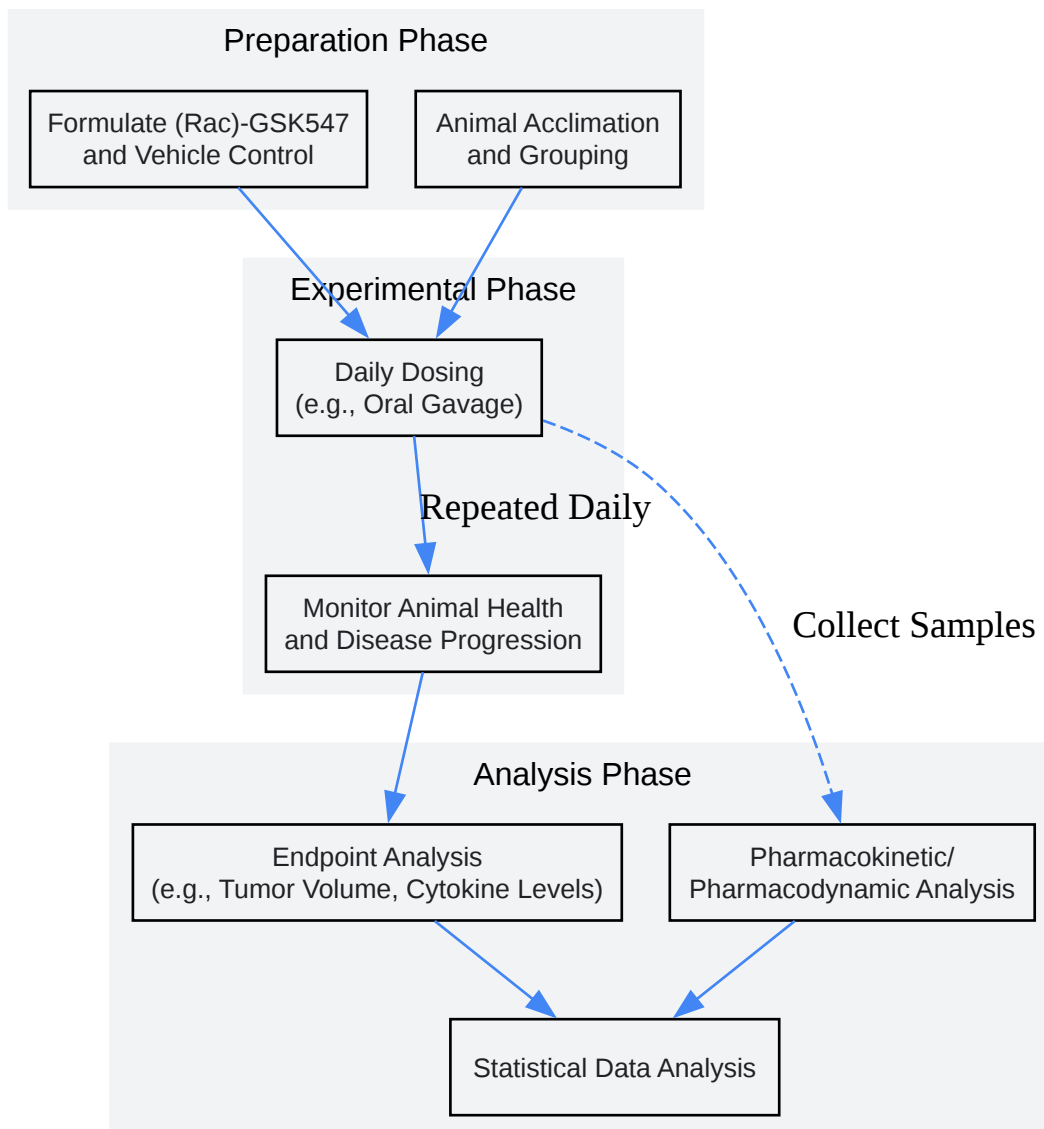 Preparation Phase
Formulate (Rac)-GSK547
and Vehicle Control
Animal Acclimation
and Grouping
Experimental Phase
Daily Dosing
(e.g., Oral Gavage)
Repeated Daily
Monitor Animal Health
and Disease Progression
Collect Samples
Analysis Phase
Endpoint Analysis
(e.g., Tumor Volume, Cytokine Levels)
Pharmacokinetic/
Pharmacodynamic Analysis
Statistical Data Analysis